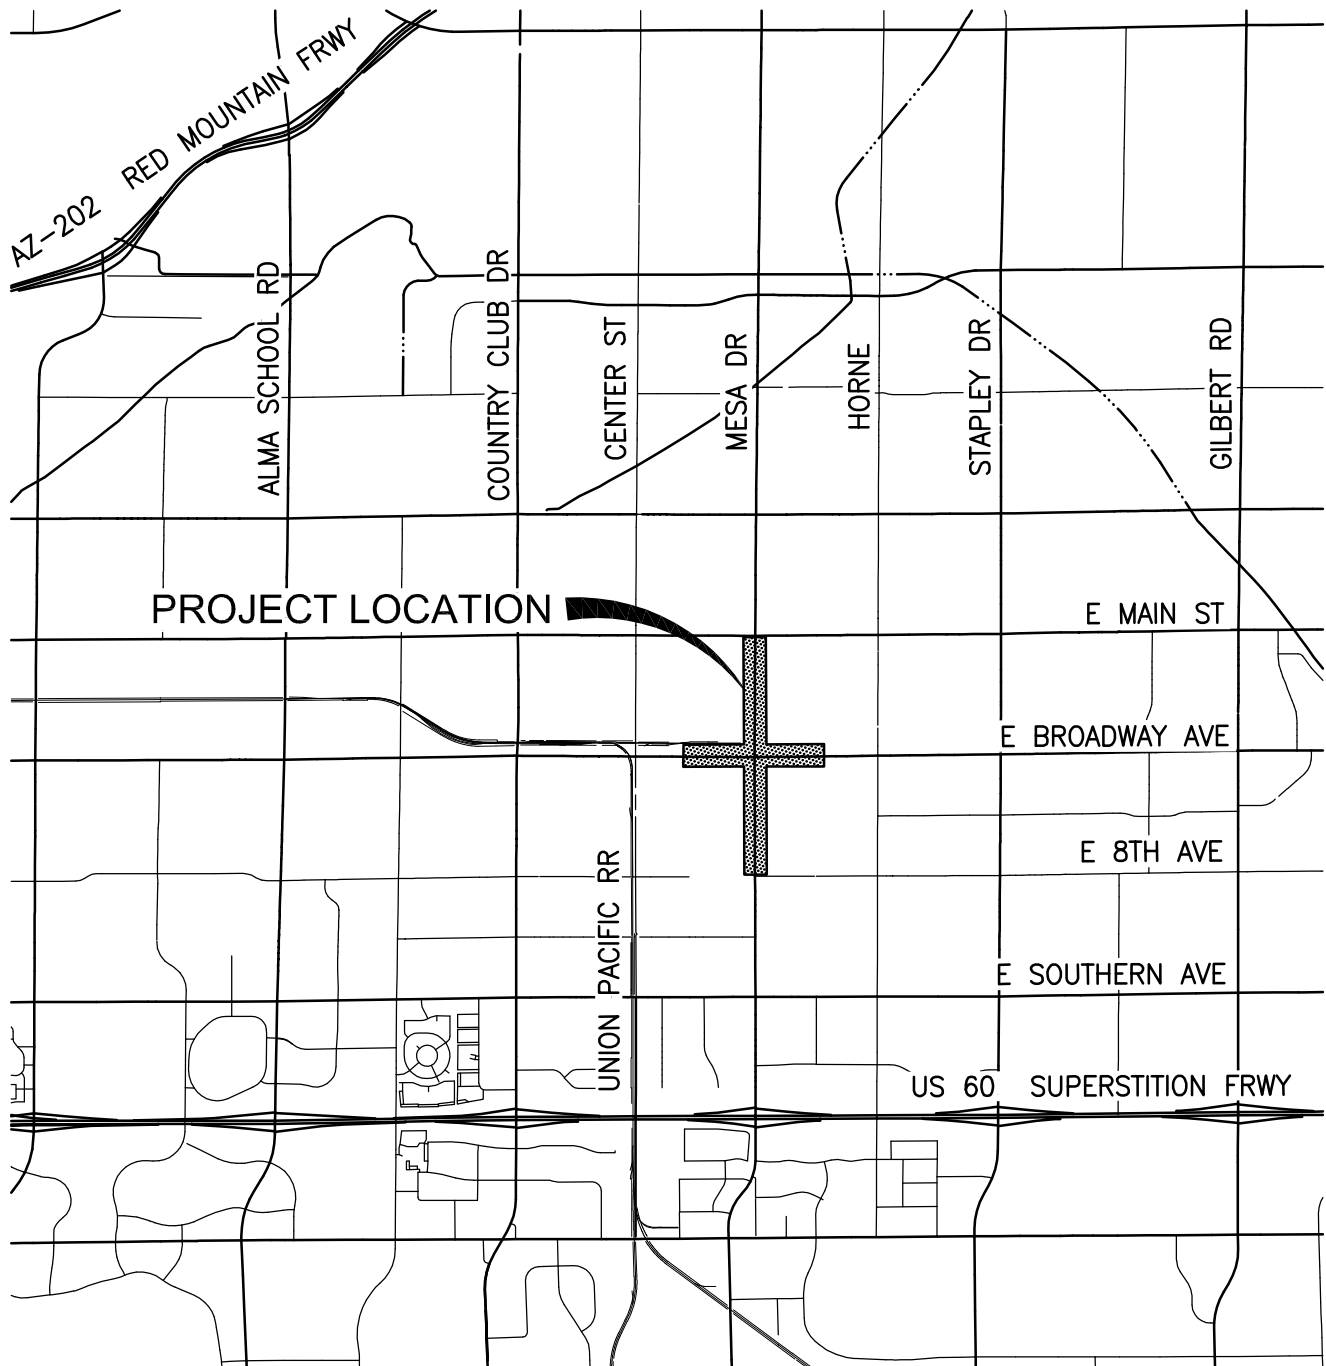 AZ-202 RED MOUNTAIN FRWY
ALMA SCHOOL RD
COUNTRY CLUB DR
CENTER ST
MESA DR
HORNE
STAPLEY DR
GILBERT RD
PROJECT LOCATION
E MAIN ST
E BROADWAY AVE
E 8TH AVE
UNION PACIFIC RR
E SOUTHERN AVE
US 60 SUPERSTITION FRWY